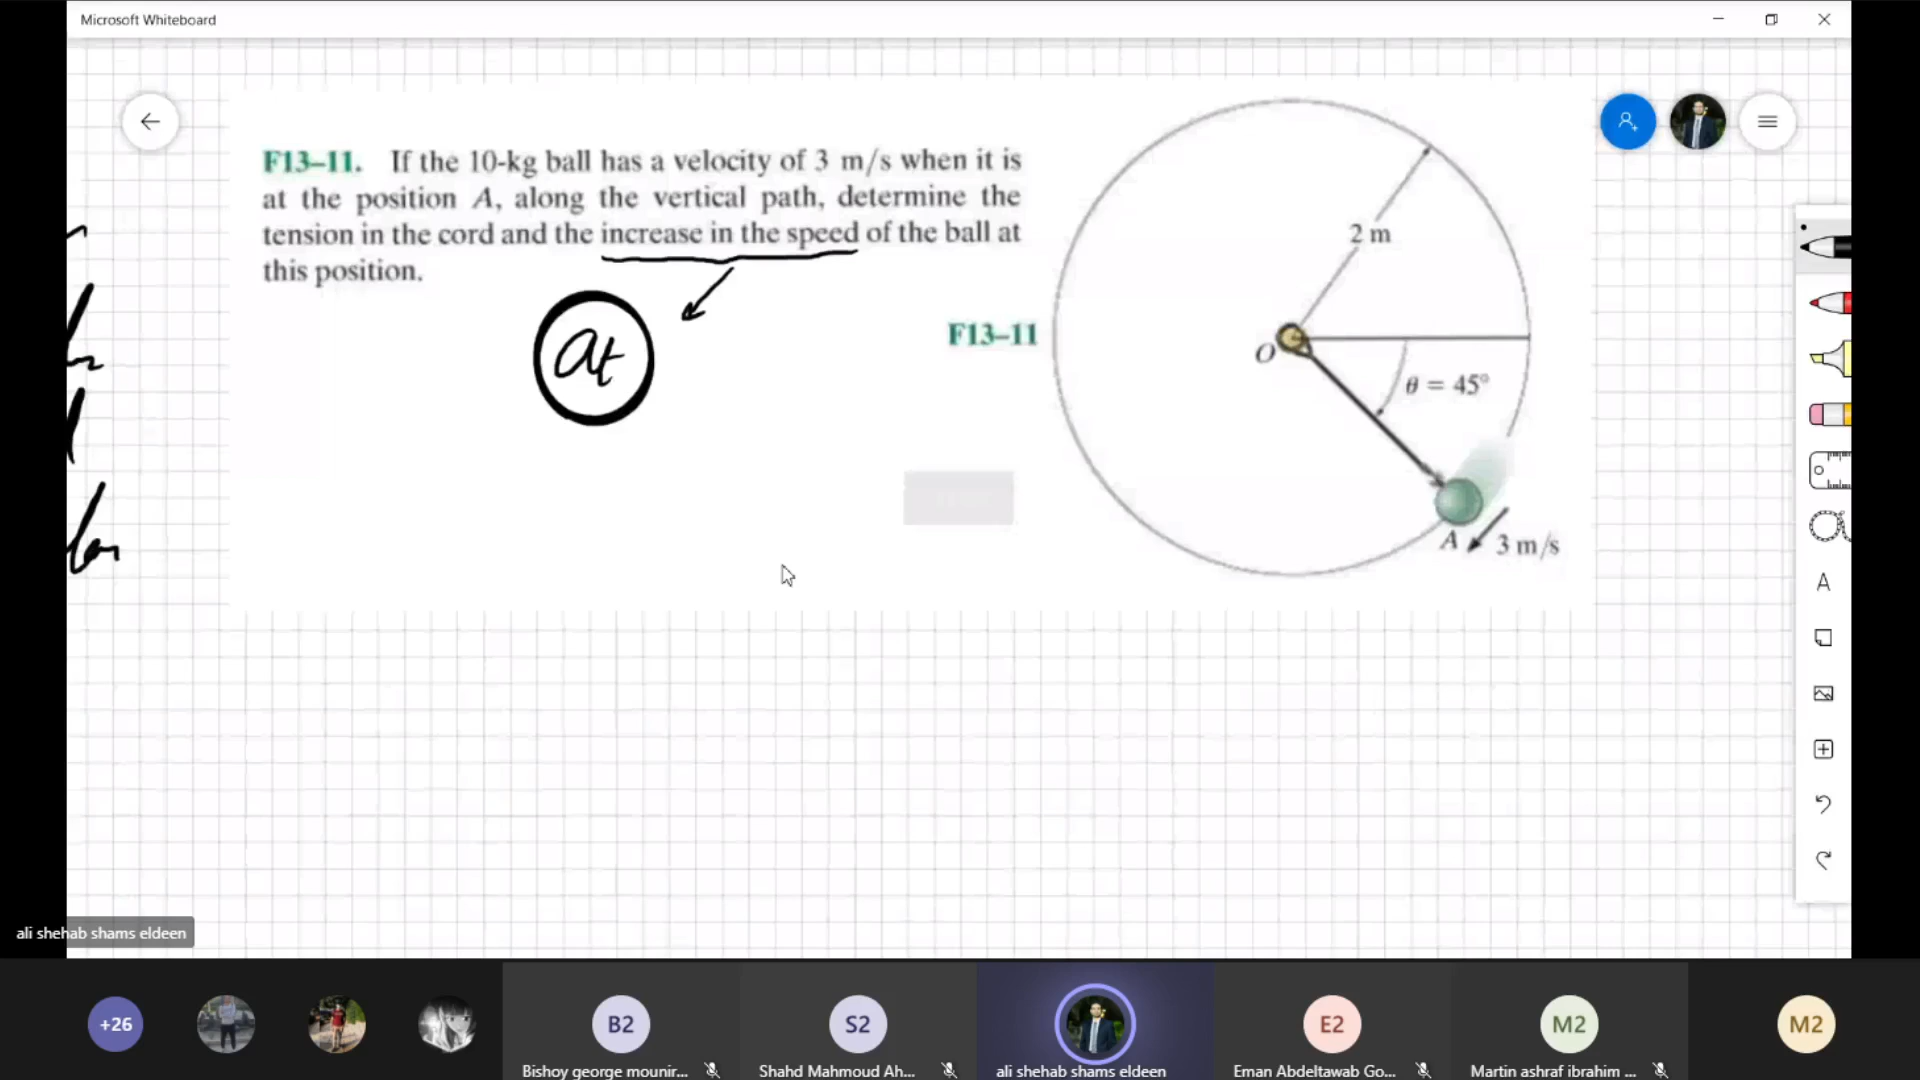 Microsoft Whiteboard
F13–11. If the 10-kg ball has a velocity of 3 m/s when it is
at the position A, along the vertical path, determine the
tension in the cord and the increase in the speed of the ball at
this position.
at
F13–11
2 m
O
θ = 45°
A
3 m/s
A
ali shehab shams eldeen
+26
B2
S2
E2
M2
M2
Bishoy george mounir...
Shahd Mahmoud Ah...
ali shehab shams eldeen
Eman Abdeltawab Go...
Martin ashraf ibrahim ...